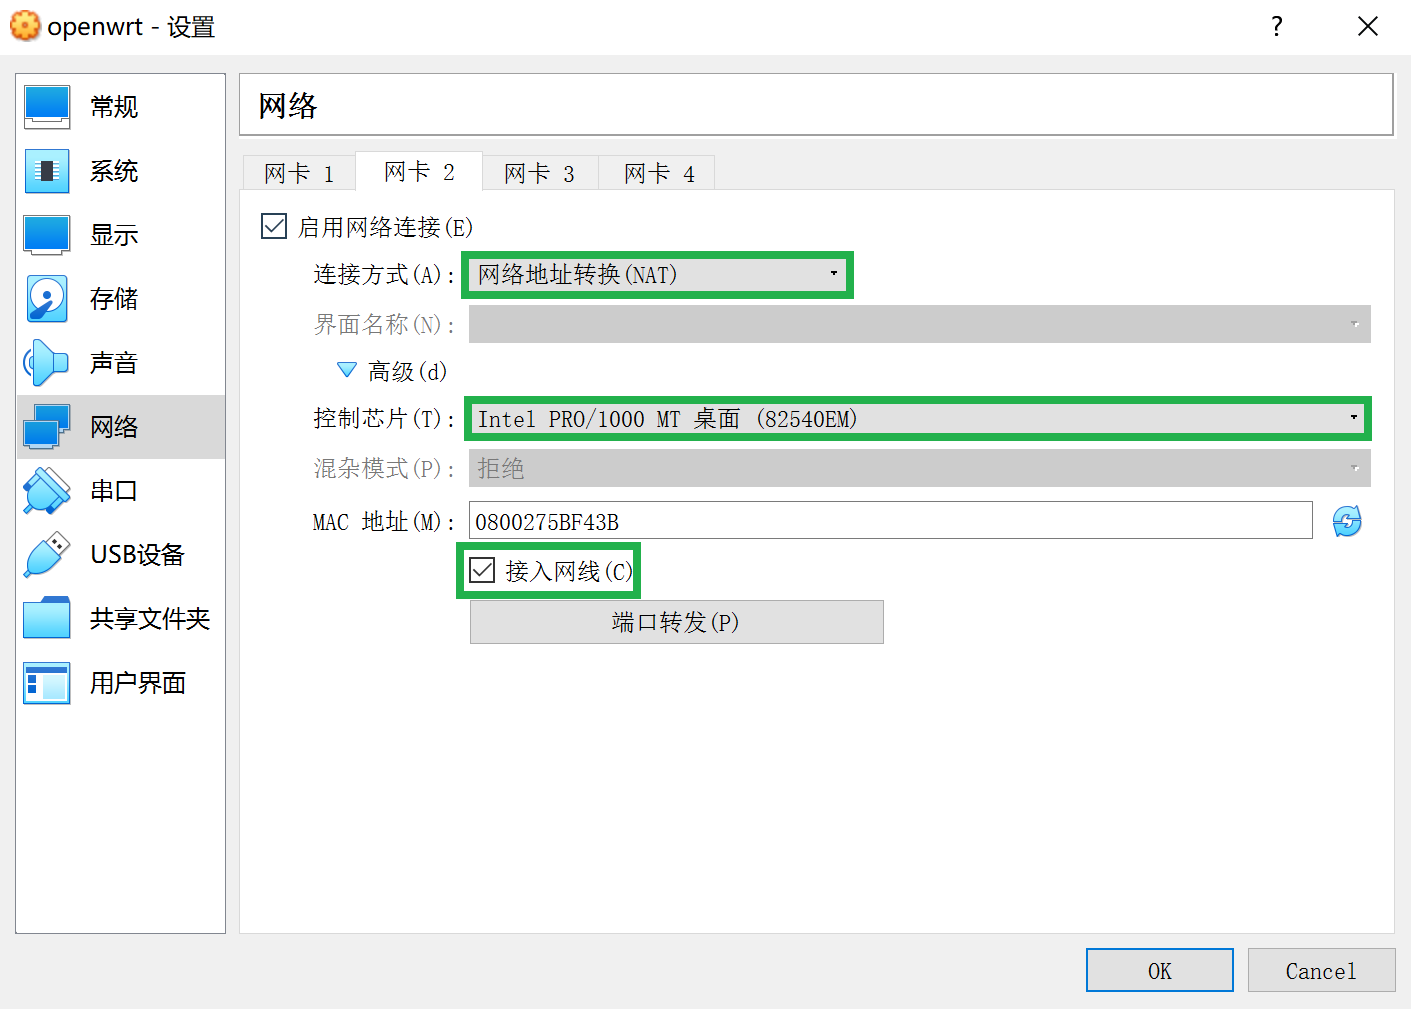 openwrt - 设置
?
常规
系统
显示
存储
声音
网络
串口
USB设备
共享文件夹
用户界面
网络
网卡 1
网卡 2
网卡 3
网卡 4
启用网络连接(E)
连接方式(A): 网络地址转换(NAT)
界面名称(N):
高级(d)
控制芯片(T): Intel PRO/1000 MT 桌面 (82540EM)
混杂模式(P): 拒绝
MAC 地址(M): 0800275BF43B
接入网线(C)
端口转发(P)
OK
Cancel